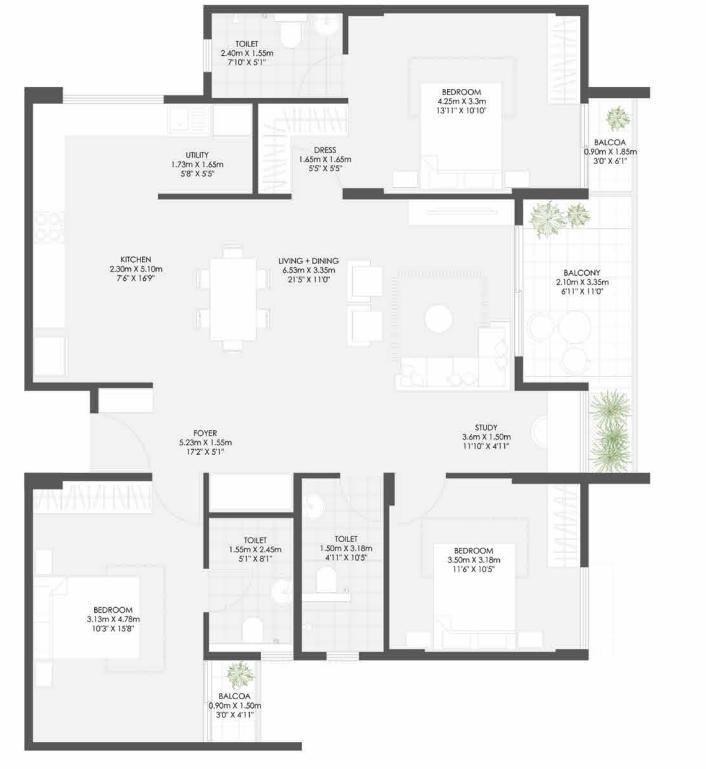 TOILET
2.40m X 1.55m
7'10" X 5'1"
BEDROOM
4.25m X 3.3m
13'11" X 10'10"
BALCOA
0.90m X 1.85m
3'0" X 6'1"
UTILITY
1.73m X 1.65m
5'8" X 5'5"
DRESS
1.65m X 1.65m
5'5" X 5'5"
KITCHEN
2.30m X 5.10m
7'6" X 16'9"
LIVING + DINING
6.53m X 3.35m
21'5" X 11'0"
BALCONY
2.10m X 3.35m
6'11" X 11'0"
FOYER
5.23m X 1.55m
17'2" X 5'1"
STUDY
3.6m X 1.50m
11'10" X 4'11"
TOILET
1.55m X 2.45m
5'1" X 8'1"
TOILET
1.50m X 3.18m
4'11" X 10'5"
BEDROOM
3.50m X 3.18m
11'6" X 10'5"
BEDROOM
3.13m X 4.78m
10'3" X 15'8"
BALCOA
0.90m X 1.50m
3'0" X 4'11"